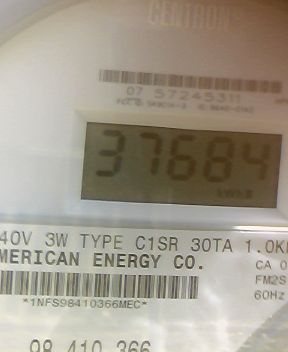 CENTRON
07 57245311
37684
kWh
40V 3W TYPE C1SR 30TA 1.0K
MERICAN ENERGY CO.
CA 0
FM2S
60Hz
*1NFS98410366MEC*
98 410 366